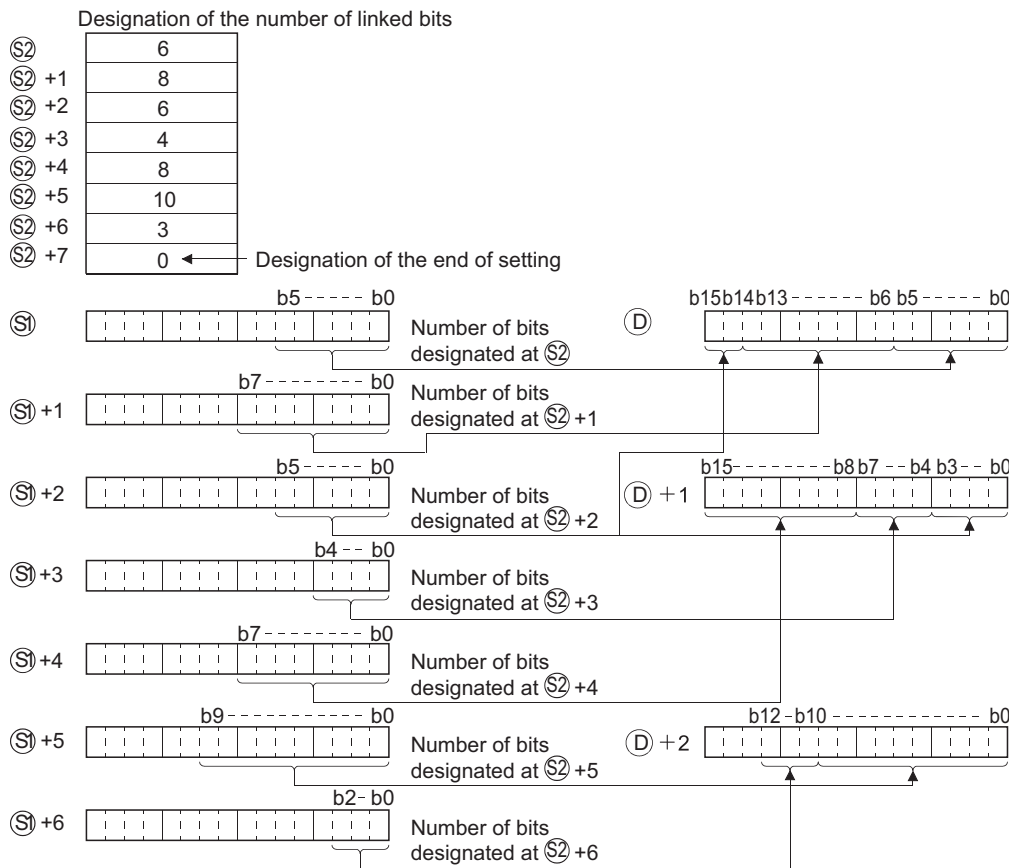 Designation of the number of linked bits
S2 6
S2 +1 8
S2 +2 6
S2 +3 4
S2 +4 8
S2 +5 10
S2 +6 3
S2 +7 0 Designation of the end of setting
b5 - - - - - b0
b15b14b13 - - - - - - - b6 b5 - - - - - b0
S1 Number of bits
designated at S2
D
b7 - - - - - - - - b0
S1 +1 Number of bits
designated at S2 +1
b5 - - - - - b0
b15 - - - - - - - b8 b7 - - b4 b3 - - b0
S1 +2 Number of bits
designated at S2 +2
D +1
b4 - - b0
S1 +3 Number of bits
designated at S2 +3
b7 - - - - - - - - b0
S1 +4 Number of bits
designated at S2 +4
b9 - - - - - - - - - - - b0
b12 - b10 - - - - - - - - - - - b0
S1 +5 Number of bits
designated at S2 +5
D +2
b2 - b0
S1 +6 Number of bits
designated at S2 +6